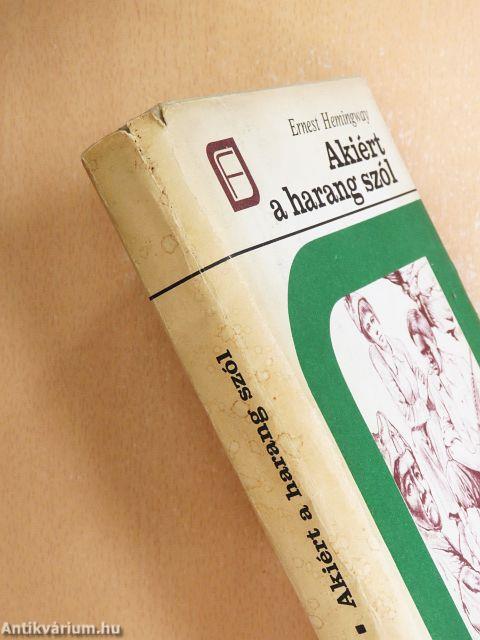 Ernest Hemingway
Akiért
a harang szól
Akiért a harang szól
Antikvárium.hu